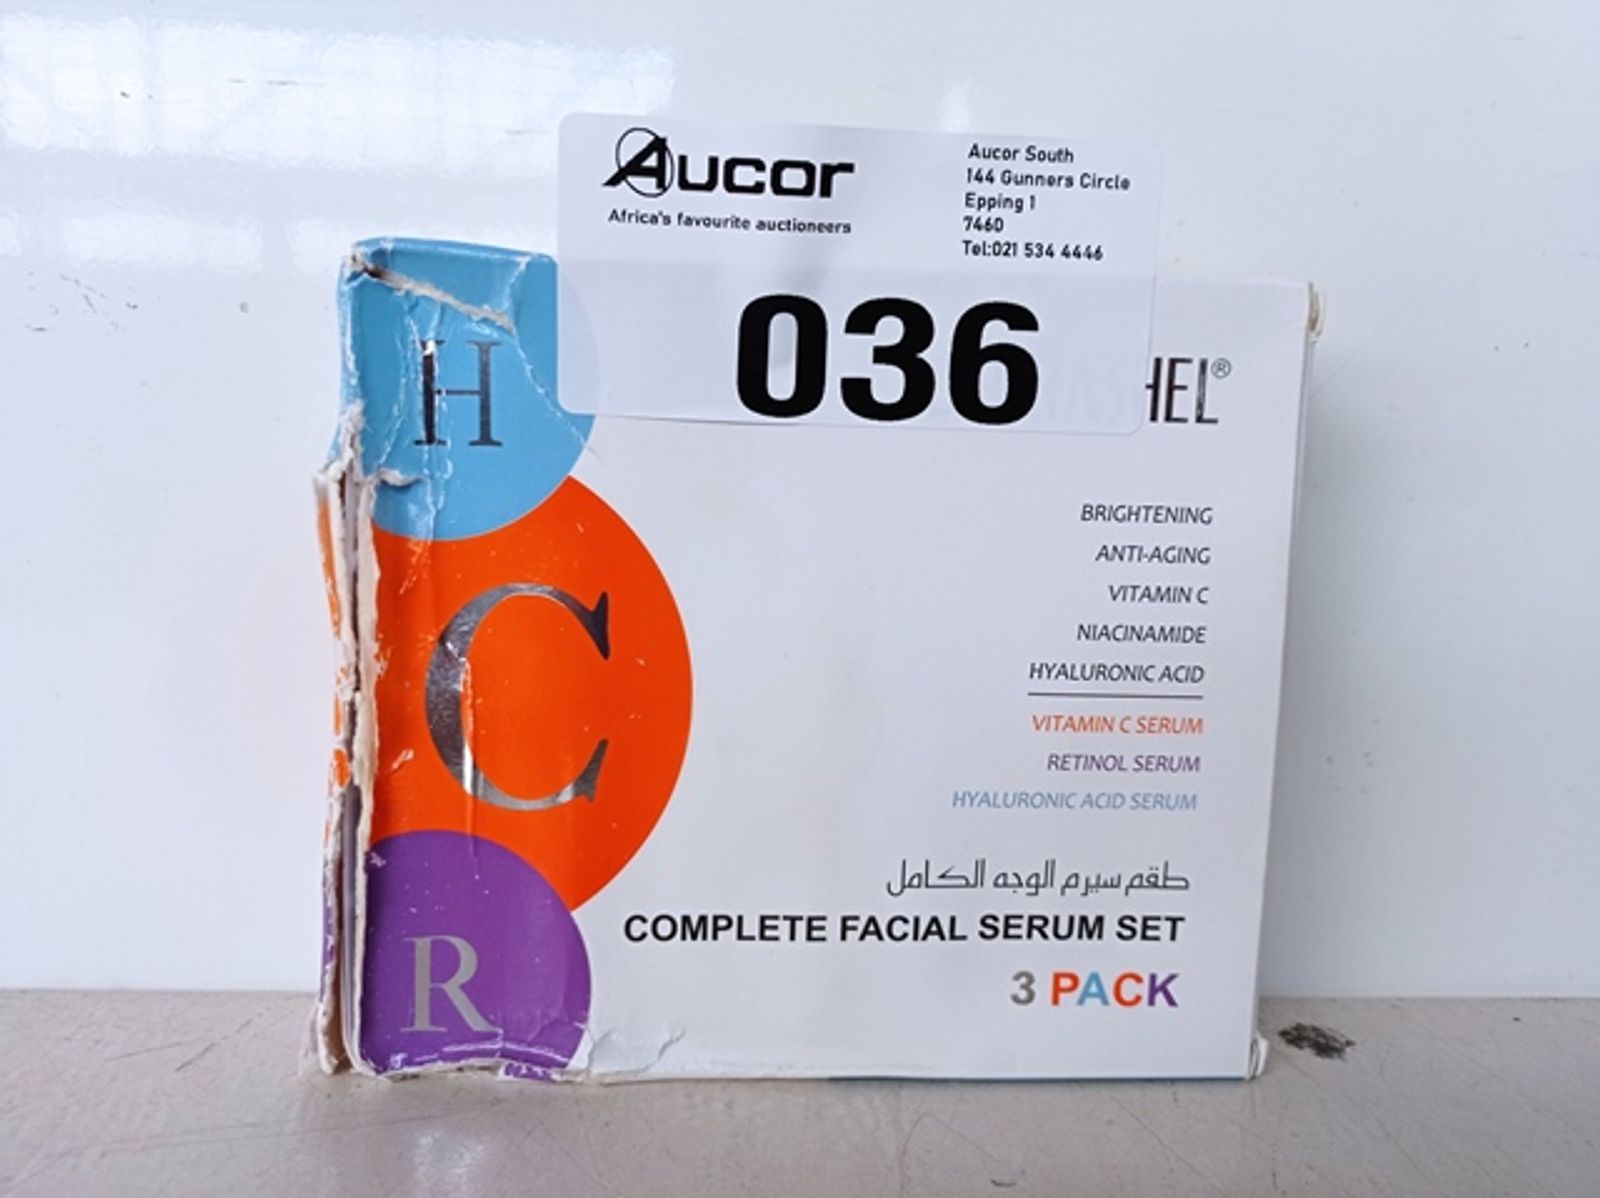 Aucor
Africa's favourite auctioneers
Aucor South
144 Gunners Circle
Epping 1
7460
Tel:021 534 4446
036
HEL®
H
C
R
BRIGHTENING
ANTI-AGING
VITAMIN C
NIACINAMIDE
HYALURONIC ACID
VITAMIN C SERUM
RETINOL SERUM
HYALURONIC ACID SERUM
طقم سيرم الوجه الكامل
COMPLETE FACIAL SERUM SET
3 PACK